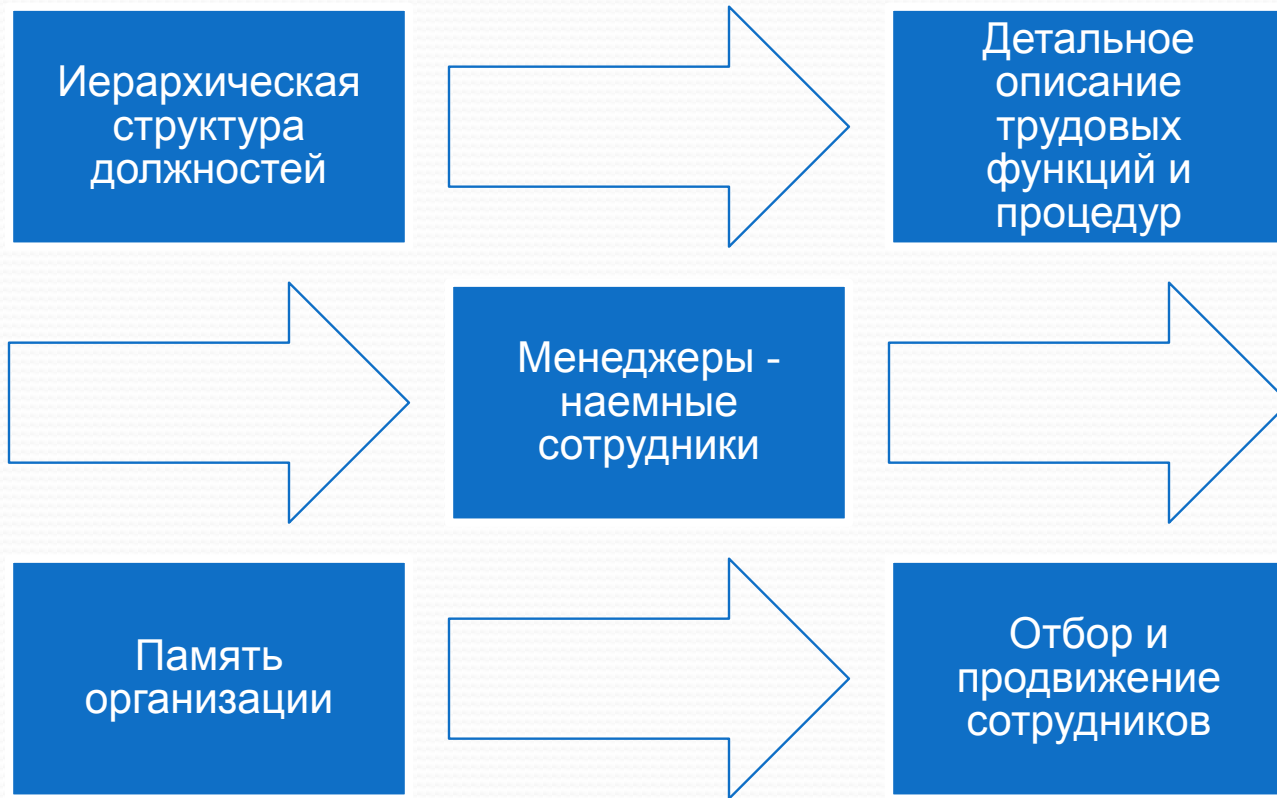 Иерархическая
структура
должностей
Детальное
описание
трудовых
функций и
процедур
Менеджеры -
наемные
сотрудники
Память
организации
Отбор и
продвижение
сотрудников